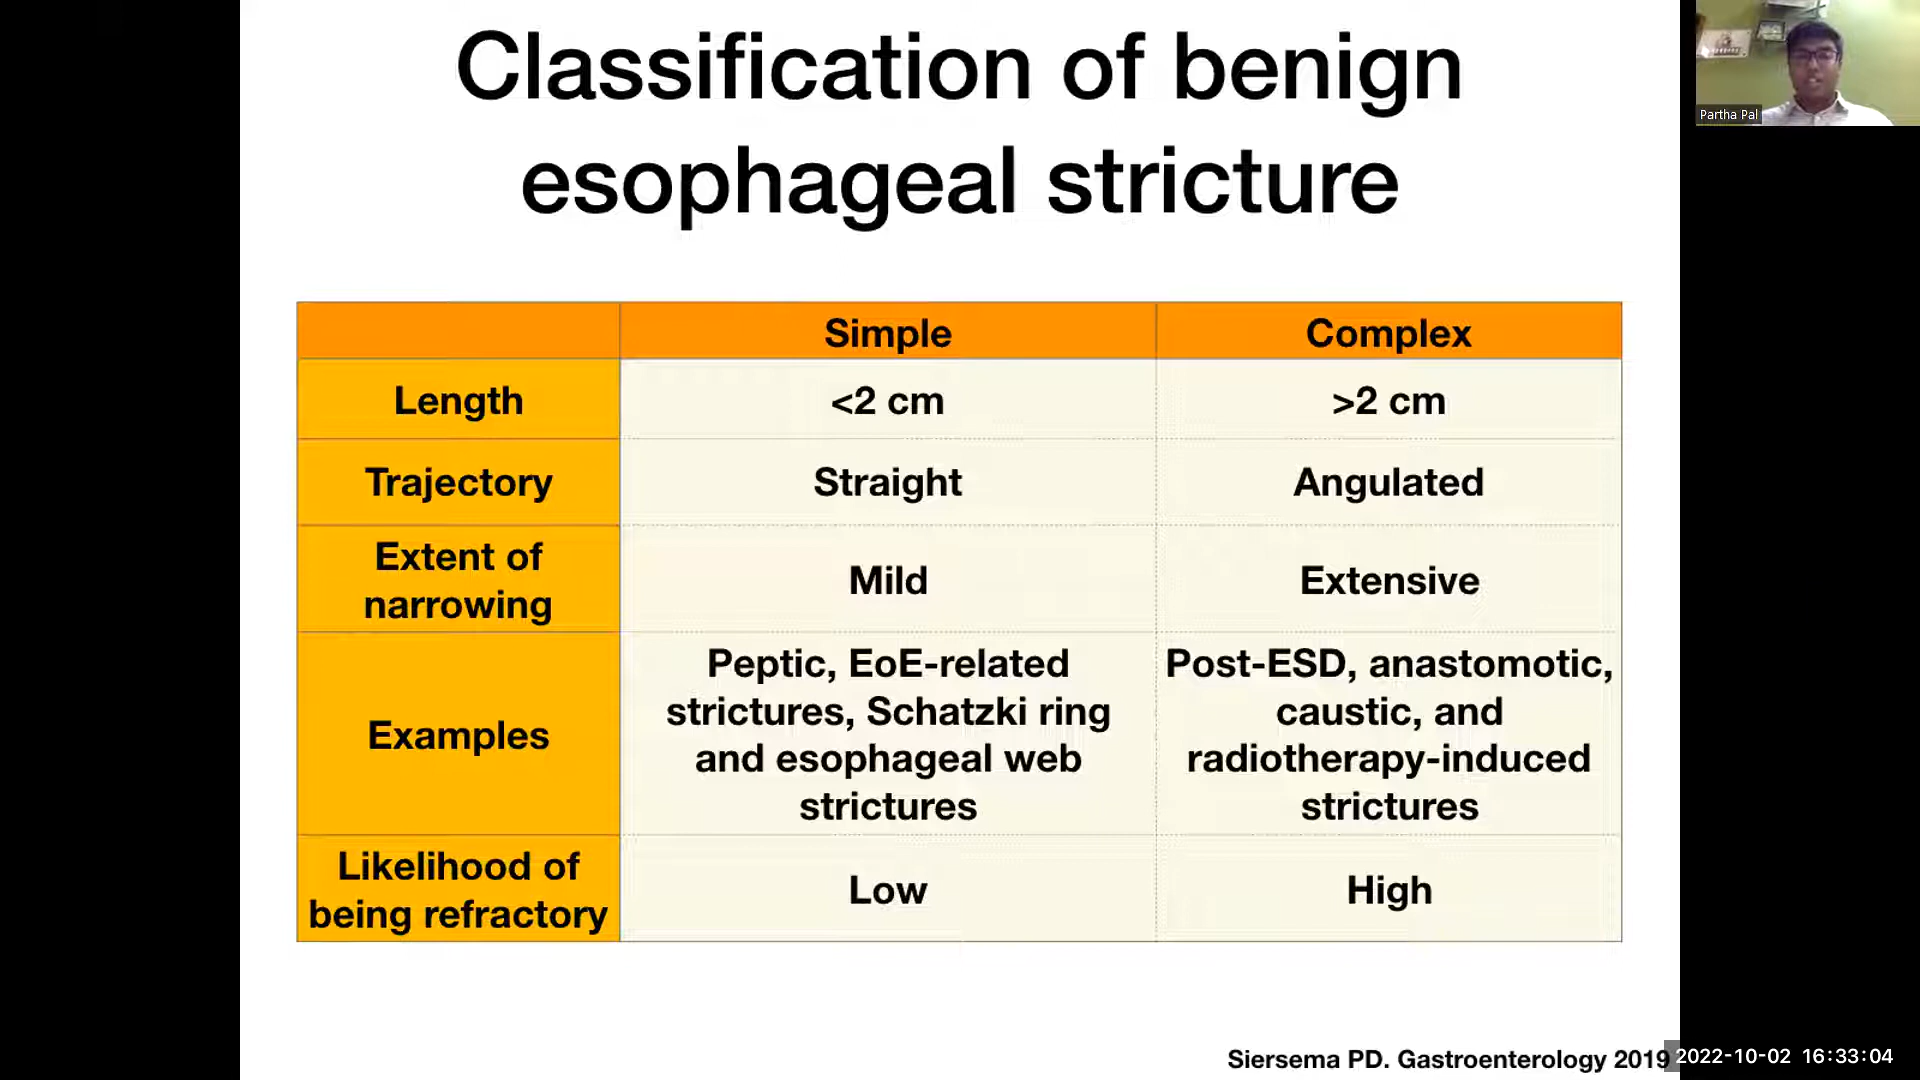 Classification of benign
esophageal stricture
Partha Pal
Simple
Complex
Length
<2 cm
>2 cm
Trajectory
Straight
Angulated
Extent of
narrowing
Mild
Extensive
Examples
Peptic, EoE-related
strictures, Schatzki ring
and esophageal web
strictures
Post-ESD, anastomotic,
caustic, and
radiotherapy-induced
strictures
Likelihood of
being refractory
Low
High
Siersema PD. Gastroenterology 2019
2022-10-02 16:33:04